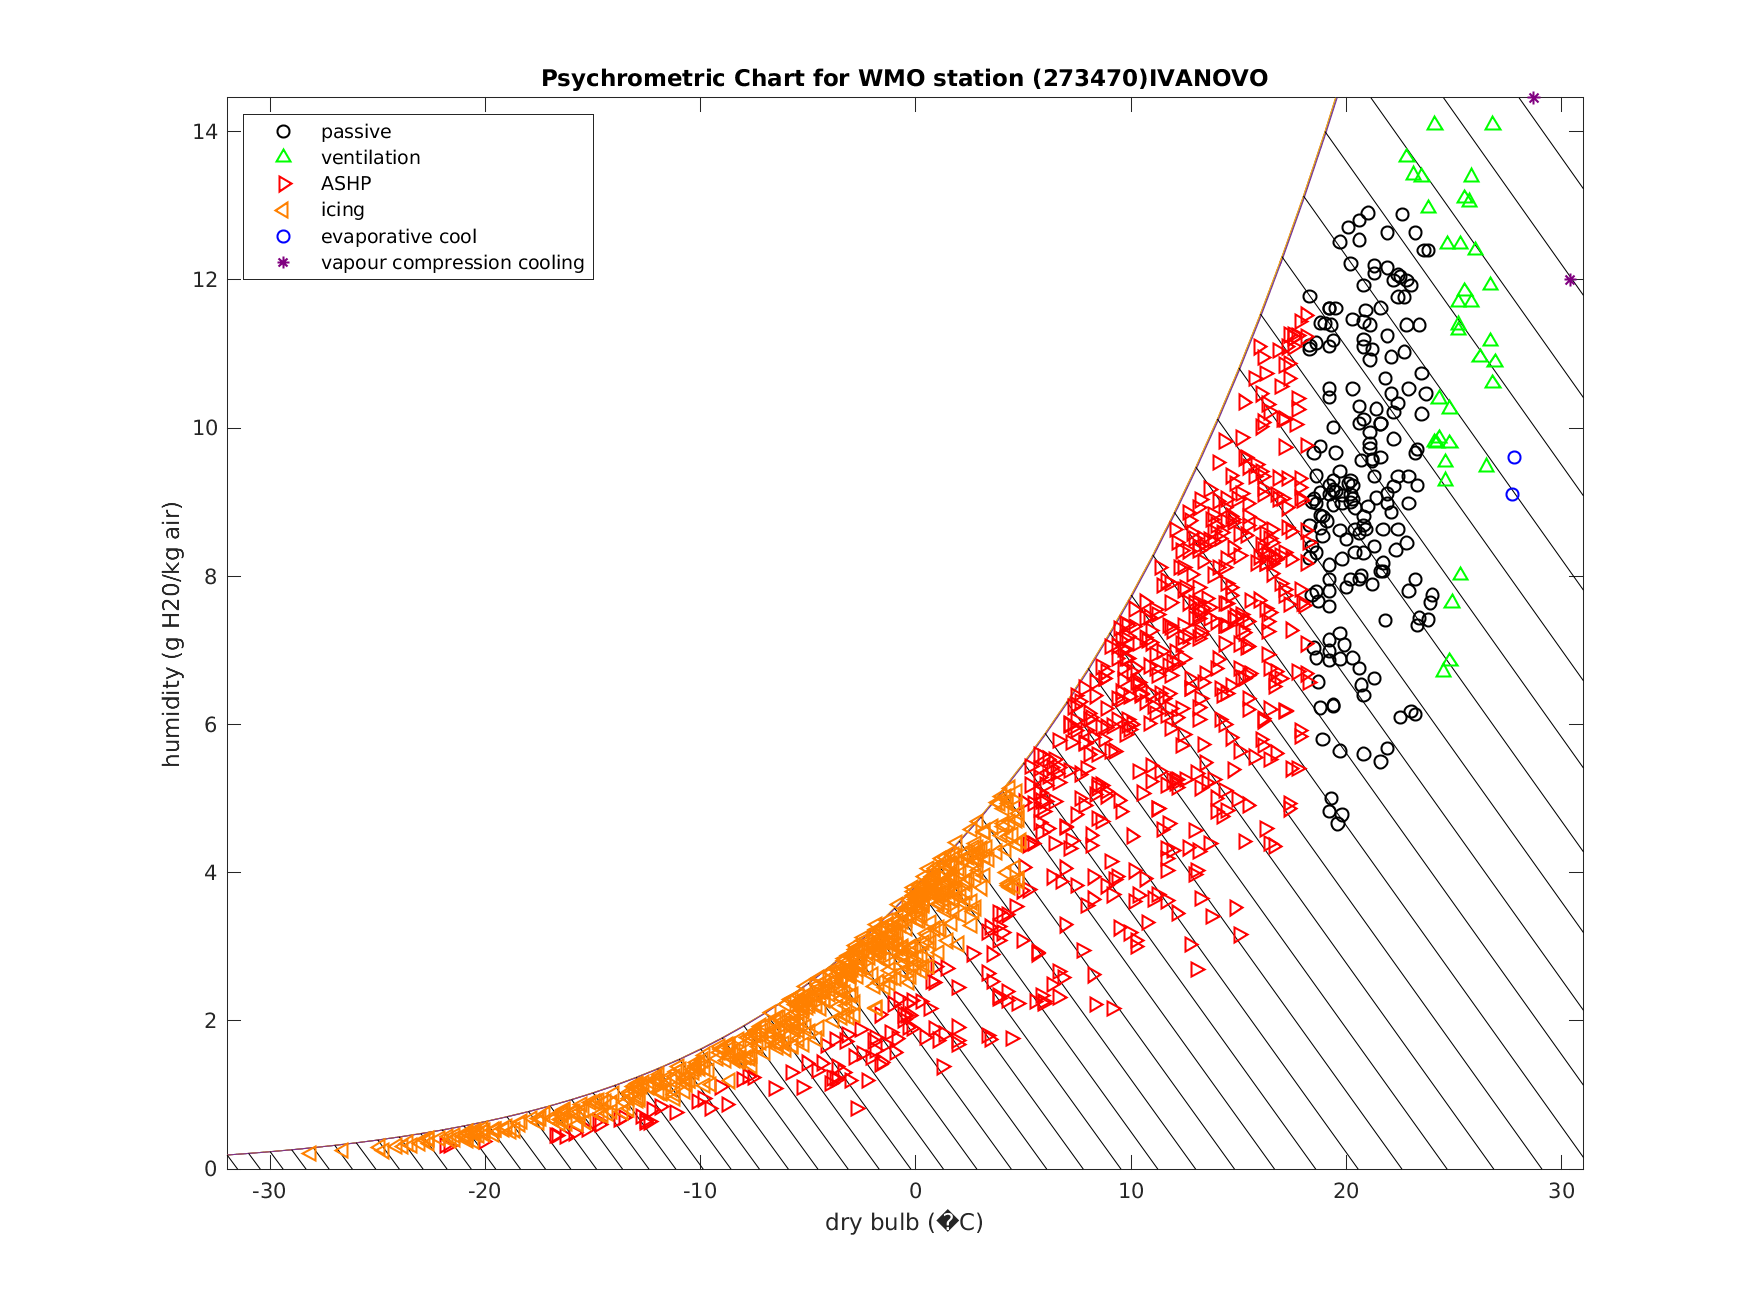 Psychrometric Chart for WMO station (273470)IVANOVO
passive
ventilation
ASHP
icing
evaporative cool
vapour compression cooling
humidity (g H20/kg air)
14
12
10
8
6
4
2
0
-30 -20 -10 0 10 20 30
dry bulb (�C)